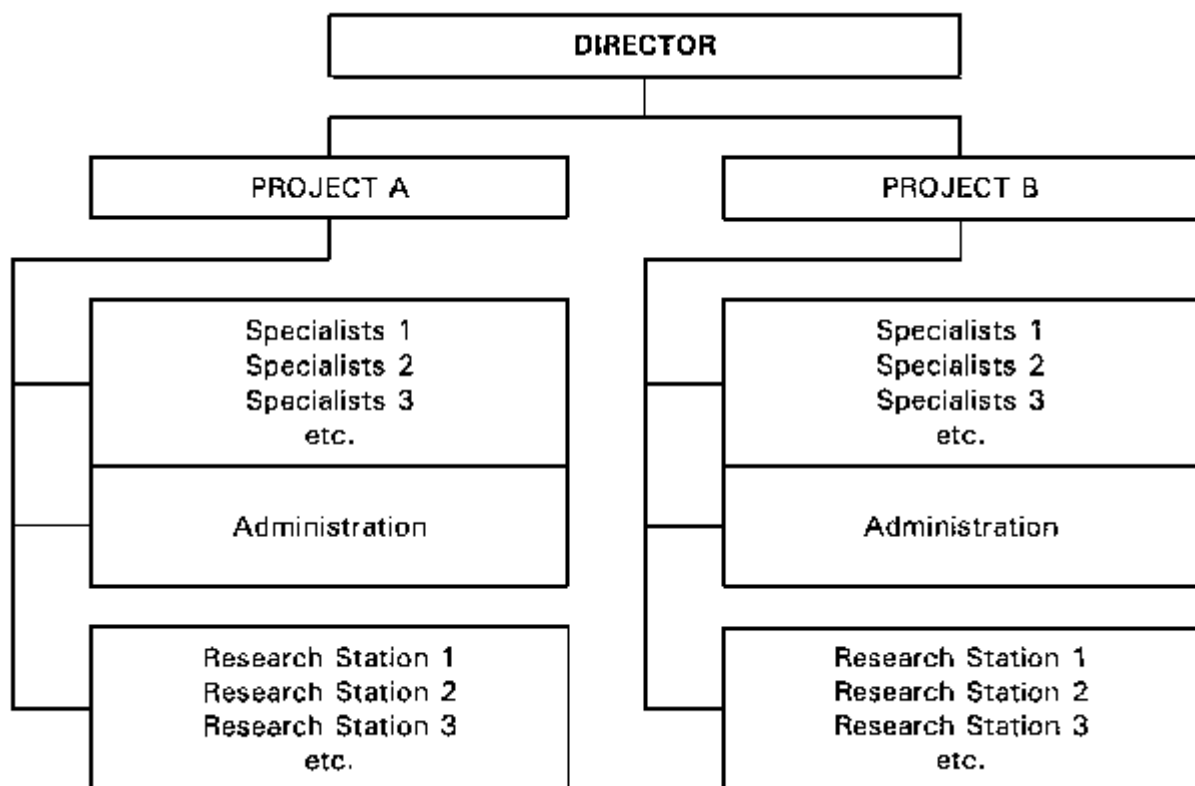 DIRECTOR
PROJECT A
Specialists 1
Specialists 2
Specialists 3
etc.
Administration
Research Station 1
Research Station 2
Research Station 3
etc.
PROJECT B
Specialists 1
Specialists 2
Specialists 3
etc.
Administration
Research Station 1
Research Station 2
Research Station 3
etc.